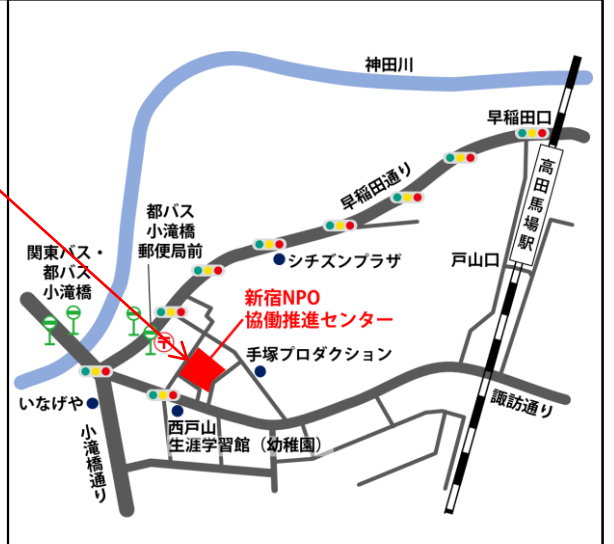 神田川
早稲田口
高田馬場駅
早稲田通り
都バス
小滝橋
郵便局前
関東バス・
都バス
小滝橋
シチズンプラザ
戸山口
新宿NPO
協働推進センター
〒
手塚プロダクション
いなげや
西戸山
生涯学習館（幼稚園）
諏訪通り
小滝橋通り